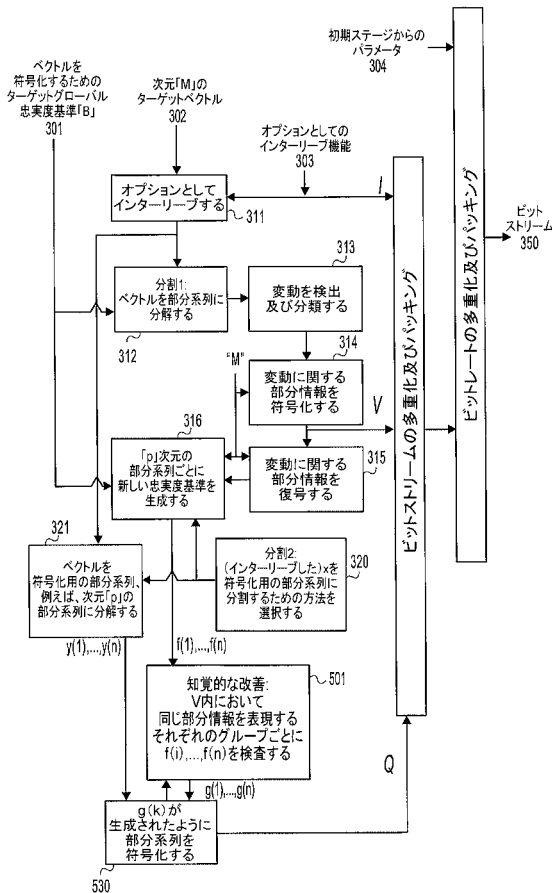 初期ステージからの
パラメータ
304
ベクトルを
符号化するための
ターゲットグローバル
忠実度基準「B」
301
次元「M」の
ターゲットベクトル
302
オプションとしての
インターリーブ機能
303
I
オプションとして
インターリーブする
311
ビット
ストリーム
350
分割1:
ベクトルを部分系列に
分解する
312
313
変動を検出
及び分類する
314
"M"
変動に関する
部分情報を
符号化する
V
316
「p」次元の
部分系列ごとに
新しい忠実度基準を
生成する
変動に関する
部分情報を
復号する
315
321
ベクトルを
符号化用の部分系列、
例えば、次元「p」の
部分系列に分解する
分割2:
(インターリーブした)xを
符号化用の部分系列に
分割するための方法を
選択する
320
y(1),...,y(n)
f(1),...,f(n)
知覚的な改善:
V内において
同じ部分情報を表現する
それぞれのグループごとに
f(i),...,f(n)を検査する
501
g(1),...,g(n)
Q
g(k)が
生成されたように
部分系列を
符号化する
530
ビットストリームの多重化及びパッキング
ビットレートの多重化及びパッキング